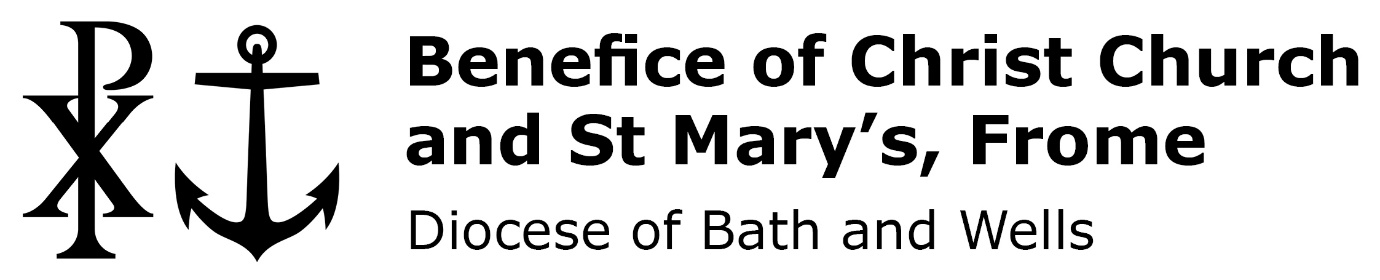 Benefice of Christ Church
and St Mary’s, Frome
Diocese of Bath and Wells